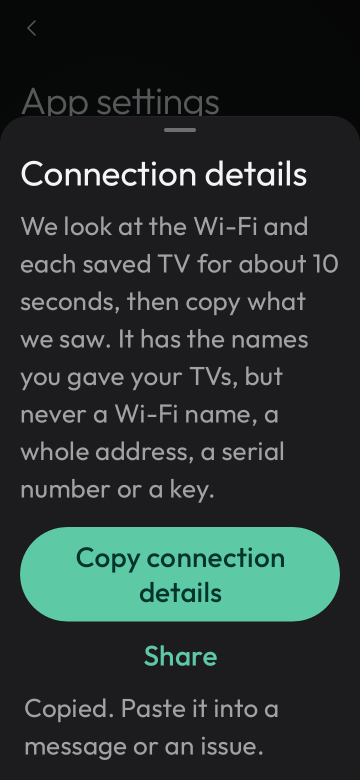 App settings
Connection details
We look at the Wi-Fi and
each saved TV for about 10
seconds, then copy what
we saw. It has the names
you gave your TVs, but
never a Wi-Fi name, a
whole address, a serial
number or a key.
Copy connection
details
Share
Copied. Paste it into a
message or an issue.